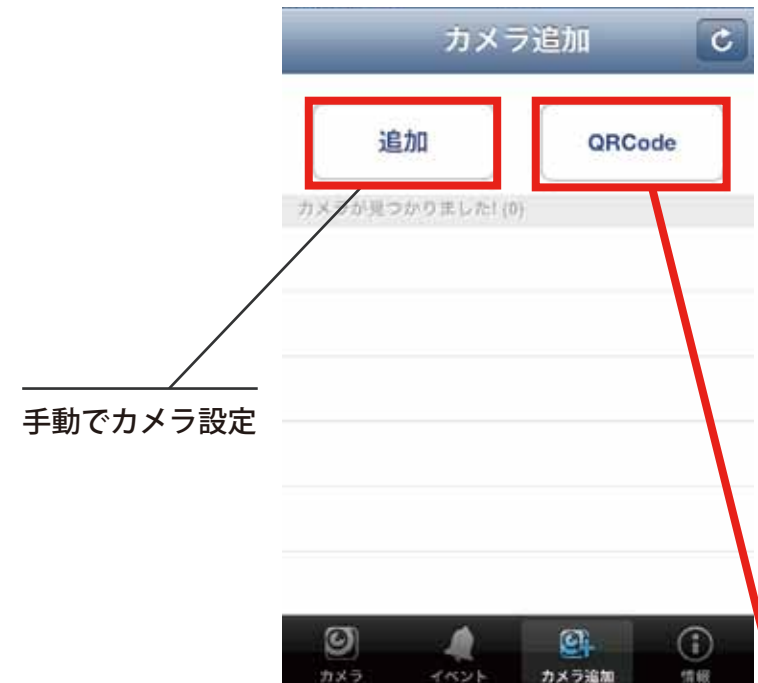 カメラ追加
追加
QRCode
カメラが見つかりました! (0)
手動でカメラ設定
カメラ
イベント
カメラ追加
情報